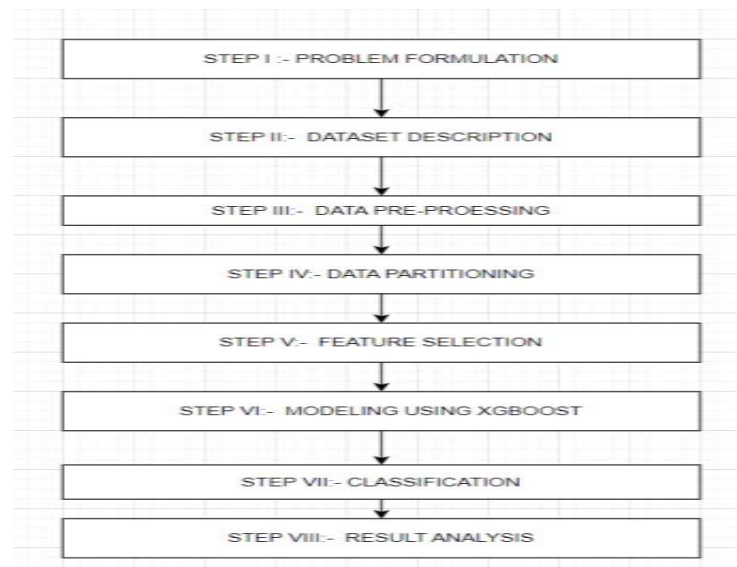 STEP I :- PROBLEM FORMULATION
STEP II:- DATASET DESCRIPTION
STEP III:- DATA PRE-PROESSING
STEP IV:- DATA PARTITIONING
STEP V:- FEATURE SELECTION
STEP VI:- MODELING USING XGBOOST
STEP VII:- CLASSIFICATION
STEP VIII:- RESULT ANALYSIS